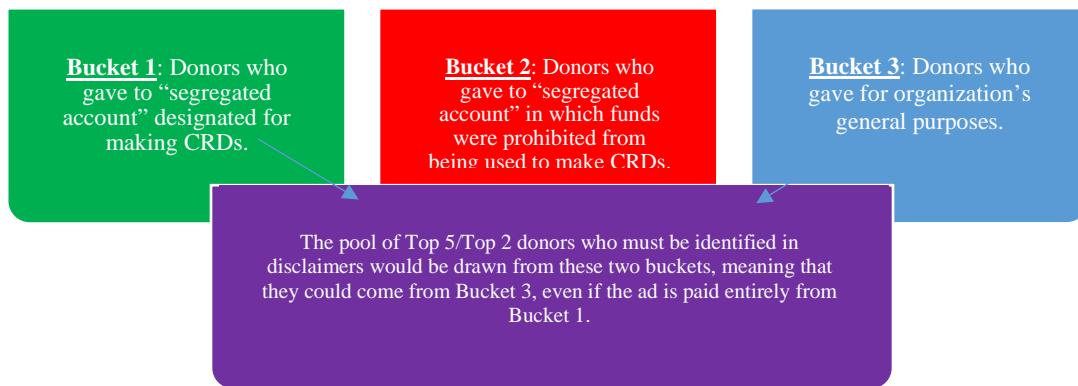 Bucket 1: Donors who
gave to “segregated
account” designated for
making CRDs.
Bucket 2: Donors who
gave to “segregated
account” in which funds
were prohibited from
being used to make CRDs.
Bucket 3: Donors who
gave for organization’s
general purposes.
The pool of Top 5/Top 2 donors who must be identified in
disclaimers would be drawn from these two buckets, meaning that
they could come from Bucket 3, even if the ad is paid entirely from
Bucket 1.